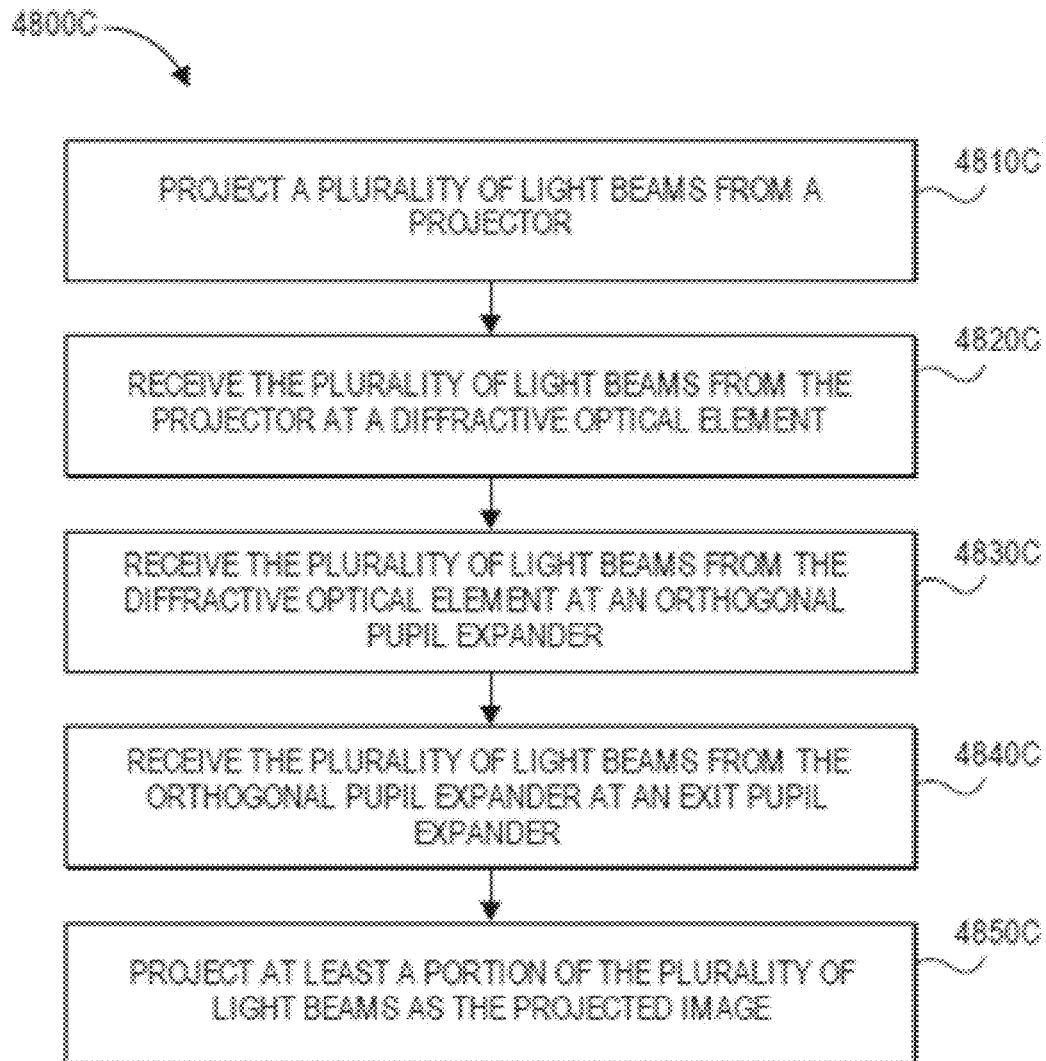 4800C
PROJECT A PLURALITY OF LIGHT BEAMS FROM A
PROJECTOR
4810C
RECEIVE THE PLURALITY OF LIGHT BEAMS FROM THE
PROJECTOR AT A DIFFRACTIVE OPTICAL ELEMENT
4820C
RECEIVE THE PLURALITY OF LIGHT BEAMS FROM THE
DIFFRACTIVE OPTICAL ELEMENT AT AN ORTHOGONAL
PUPIL EXPANDER
4830C
RECEIVE THE PLURALITY OF LIGHT BEAMS FROM THE
ORTHOGONAL PUPIL EXPANDER AT AN EXIT PUPIL
EXPANDER
4840C
PROJECT AT LEAST A PORTION OF THE PLURALITY OF
LIGHT BEAMS AS THE PROJECTED IMAGE
4850C